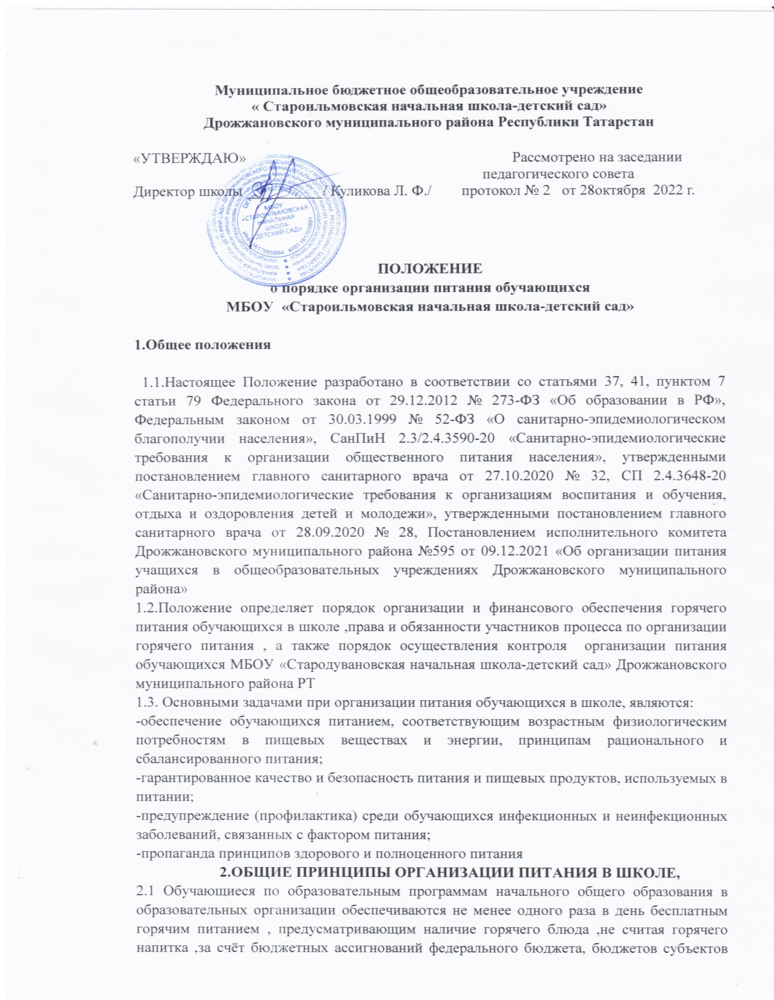 Муниципальное бюджетное общеобразовательное учреждение
« Староильмовская начальная школа-детский сад»
Дрожжановского муниципального района Республики Татарстан
«УТВЕРЖДАЮ» Рассмотрено на заседании
педагогического совета
Директор школы ___________/ Куликова Л. Ф./ протокол № 2 от 28октября 2022 г.
МБОУ
«СТАРОИЛЬМОВСКАЯ
НАЧАЛЬНАЯ
ШКОЛА-
ДЕТСКИЙ САД»
ИНН 1617005804 КПП 161701001
ПОЛОЖЕНИЕ
о порядке организации питания обучающихся
МБОУ «Староильмовская начальная школа-детский сад»
1.Общее положения
1.1.Настоящее Положение разработано в соответствии со статьями 37, 41, пунктом 7
статьи 79 Федерального закона от 29.12.2012 № 273-ФЗ «Об образовании в РФ»,
Федеральным законом от 30.03.1999 № 52-ФЗ «О санитарно-эпидемиологическом
благополучии населения», СанПиН 2.3/2.4.3590-20 «Санитарно-эпидемиологические
требования к организации общественного питания населения», утвержденными
постановлением главного санитарного врача от 27.10.2020 № 32, СП 2.4.3648-20
«Санитарно-эпидемиологические требования к организациям воспитания и обучения,
отдыха и оздоровления детей и молодежи», утвержденными постановлением главного
санитарного врача от 28.09.2020 № 28, Постановлением исполнительного комитета
Дрожжановского муниципального района №595 от 09.12.2021 «Об организации питания
учащихся в общеобразовательных учреждениях Дрожжановского муниципального
района»
1.2.Положение определяет порядок организации и финансового обеспечения горячего
питания обучающихся в школе ,права и обязанности участников процесса по организации
горячего питания , а также порядок осуществления контроля организации питания
обучающихся МБОУ «Стародувановская начальная школа-детский сад» Дрожжановского
муниципального района РТ
1.3. Основными задачами при организации питания обучающихся в школе, являются:
-обеспечение обучающихся питанием, соответствующим возрастным физиологическим
потребностям в пищевых веществах и энергии, принципам рационального и
сбалансированного питания;
-гарантированное качество и безопасность питания и пищевых продуктов, используемых в
питании;
-предупреждение (профилактика) среди обучающихся инфекционных и неинфекционных
заболеваний, связанных с фактором питания;
-пропаганда принципов здорового и полноценного питания
2.ОБЩИЕ ПРИНЦИПЫ ОРГАНИЗАЦИИ ПИТАНИЯ В ШКОЛЕ,
2.1 Обучающиеся по образовательным программам начального общего образования в
образовательных организации обеспечиваются не менее одного раза в день бесплатным
горячим питанием , предусматривающим наличие горячего блюда ,не считая горячего
напитка ,за счёт бюджетных ассигнований федерального бюджета, бюджетов субъектов